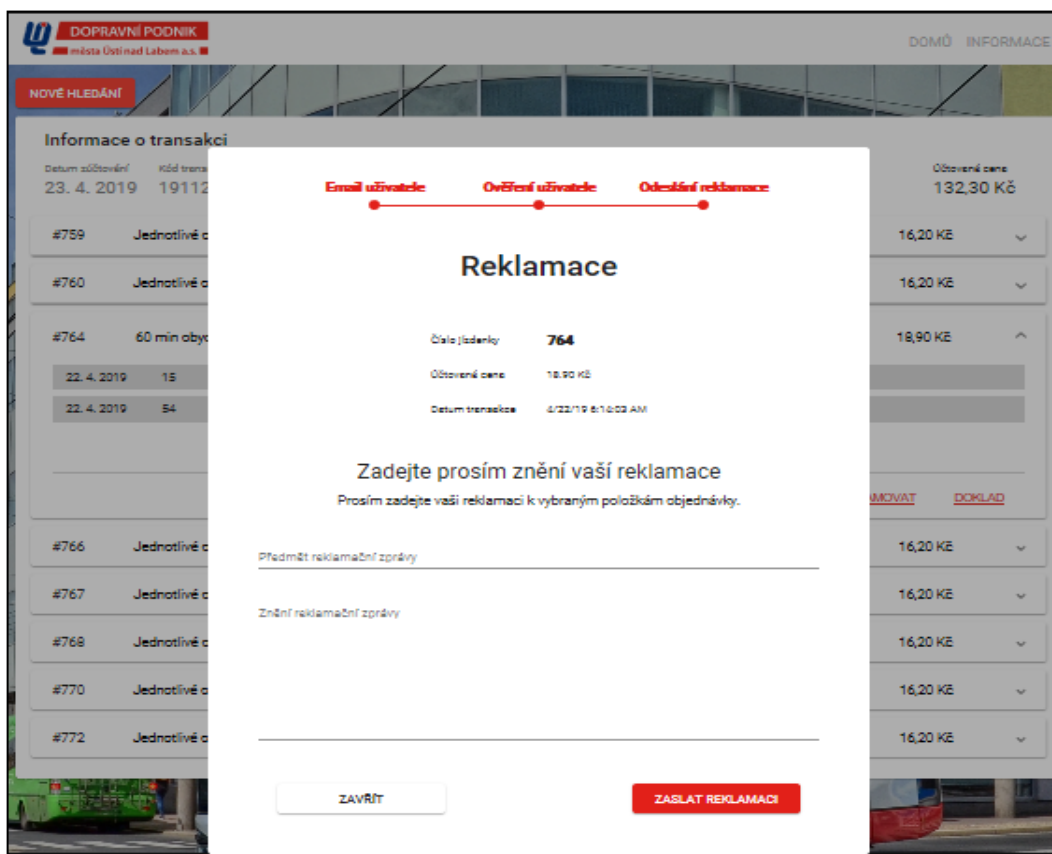 DOPRAVNÍ PODNIK
města Ústí nad Labem a.s.
DOMŮ INFORMACE
NOVÉ HLEDÁNÍ
Informace o transakci
Datum zúčtování Kód trans
23. 4. 2019 19112
Účtovaná cena
132,30 Kč
Email uživatele Ověření uživatele Odeslání reklamace
#759 Jednotlivé 16,20 Kč
#760 Jednotlivé 16,20 Kč
#764 60 min obyč 18,90 Kč
22. 4. 2019 15
22. 4. 2019 54
AMOVAT DOKLAD
#766 Jednotlivé 16,20 Kč
#767 Jednotlivé 16,20 Kč
#768 Jednotlivé 16,20 Kč
#770 Jednotlivé 16,20 Kč
#772 Jednotlivé 16,20 Kč
Reklamace
Číslo jízdenky 764
Účtovaná cena 18.90 Kč
Datum transakce 4/22/19 6:14:03 AM
Zadejte prosím znění vaší reklamace
Prosím zadejte vaši reklamaci k vybraným položkám objednávky.
Předmět reklamační zprávy
Znění reklamační zprávy
ZAVŘÍT ZASLAT REKLAMACI